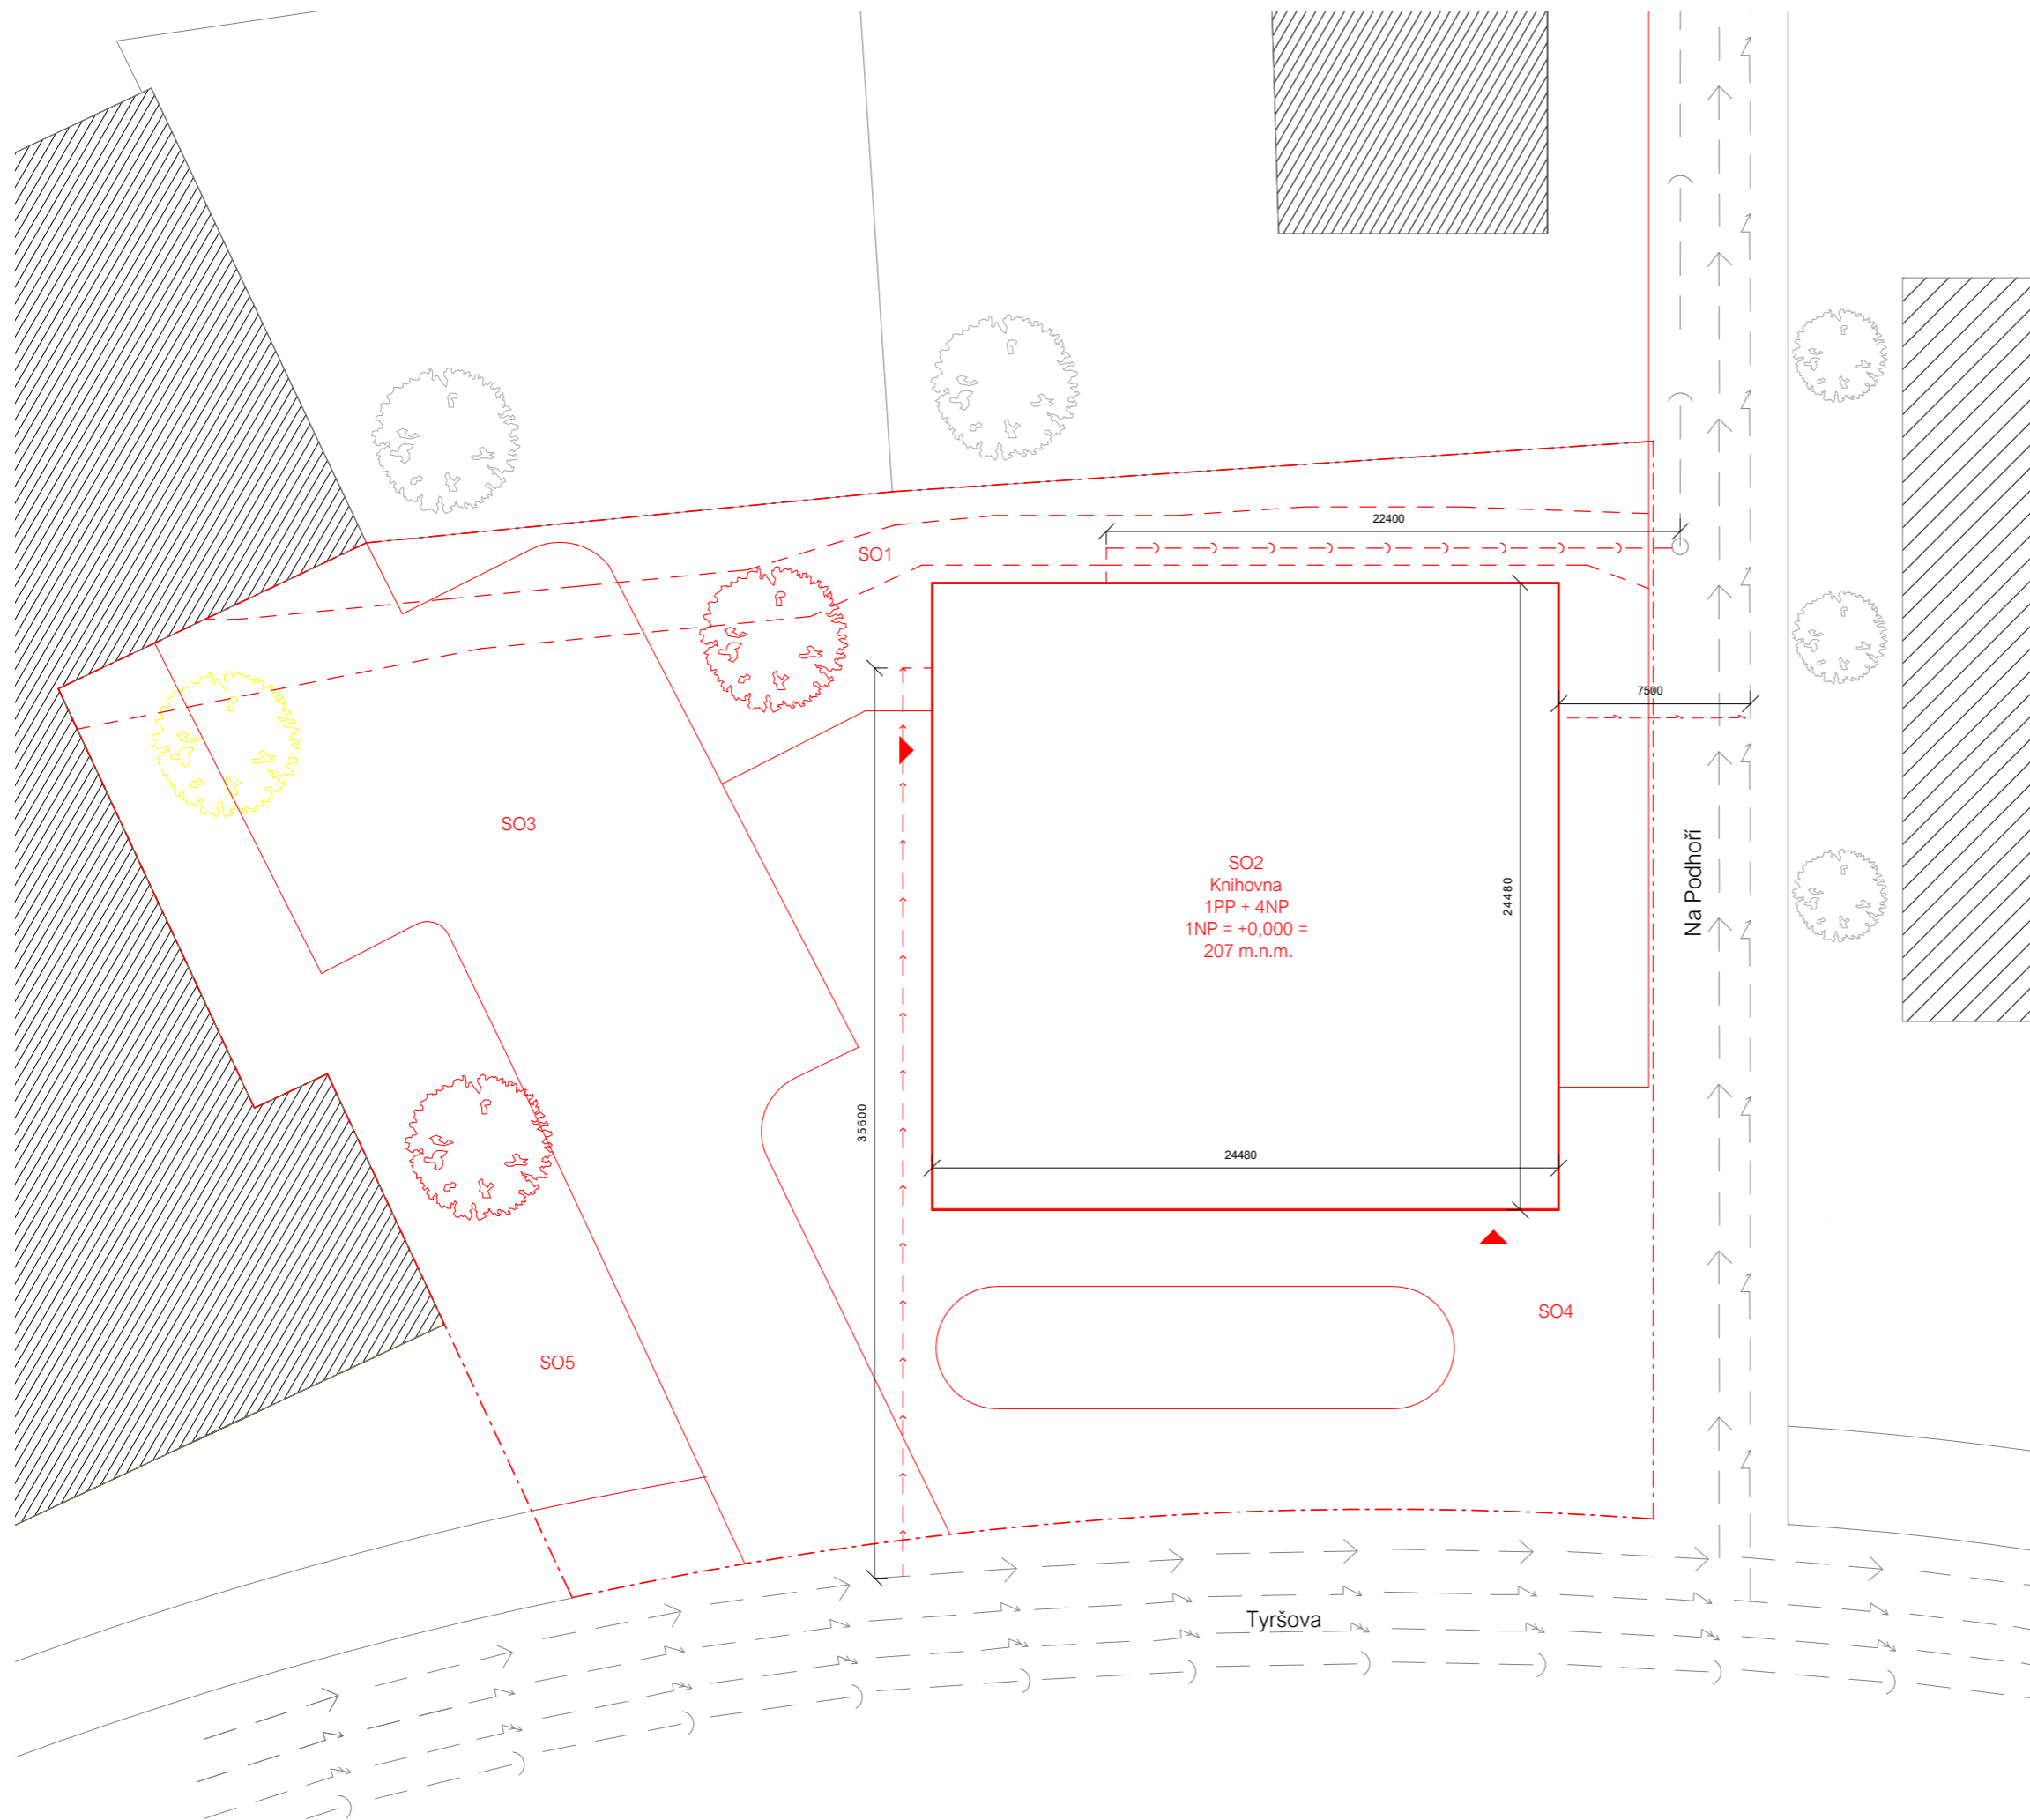 22400
SO1
7500
SO3
Na Podhoří
SO2
Knihovna
1PP + 4NP
1NP = +0,000 =
207 m.n.m.
24480
35600
24480
SO4
SO5
Tyršova